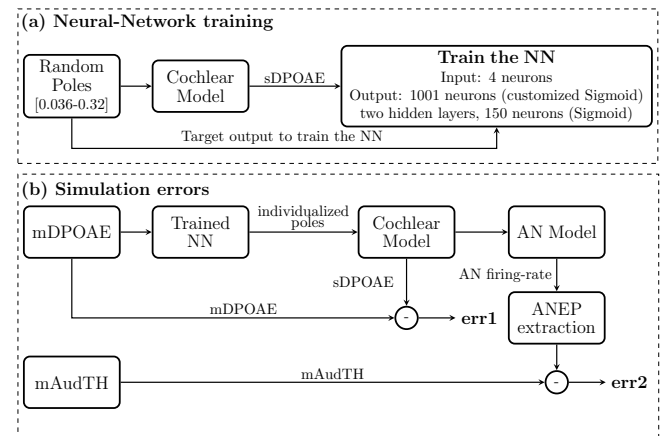 (a) Neural-Network training
Random
Poles
[0.036-0.32]
Cochlear
Model
sDPOAE
Train the NN
Input: 4 neurons
Output: 1001 neurons (customized Sigmoid)
two hidden layers, 150 neurons (Sigmoid)
Target output to train the NN
(b) Simulation errors
mDPOAE
Trained
NN
individualized
poles
Cochlear
Model
AN Model
sDPOAE
AN firing-rate
mDPOAE
-
err1
ANEP
extraction
mAudTH
mAudTH
-
err2